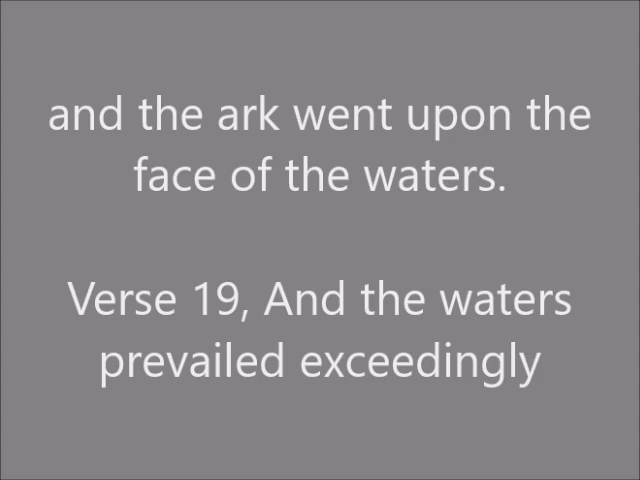 and the ark went upon the
face of the waters.
Verse 19, And the waters
prevailed exceedingly